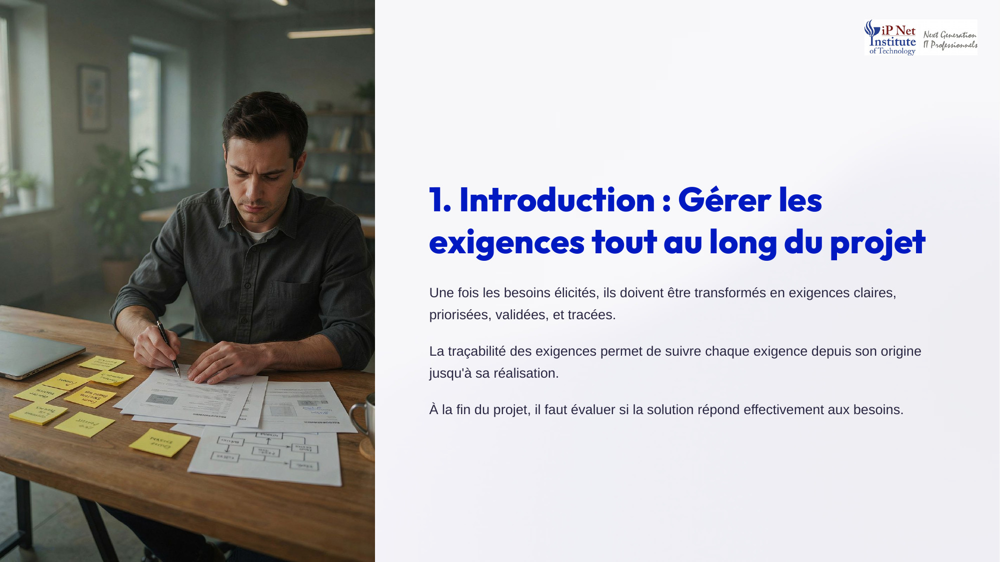 iP Net
Institute
of Technology
Next Generation
IT Professionnels
1. Introduction : Gérer les
exigences tout au long du projet
Une fois les besoins élicités, ils doivent être transformés en exigences claires,
priorisées, validées, et tracées.
La traçabilité des exigences permet de suivre chaque exigence depuis son origine
jusqu'à sa réalisation.
À la fin du projet, il faut évaluer si la solution répond effectivement aux besoins.